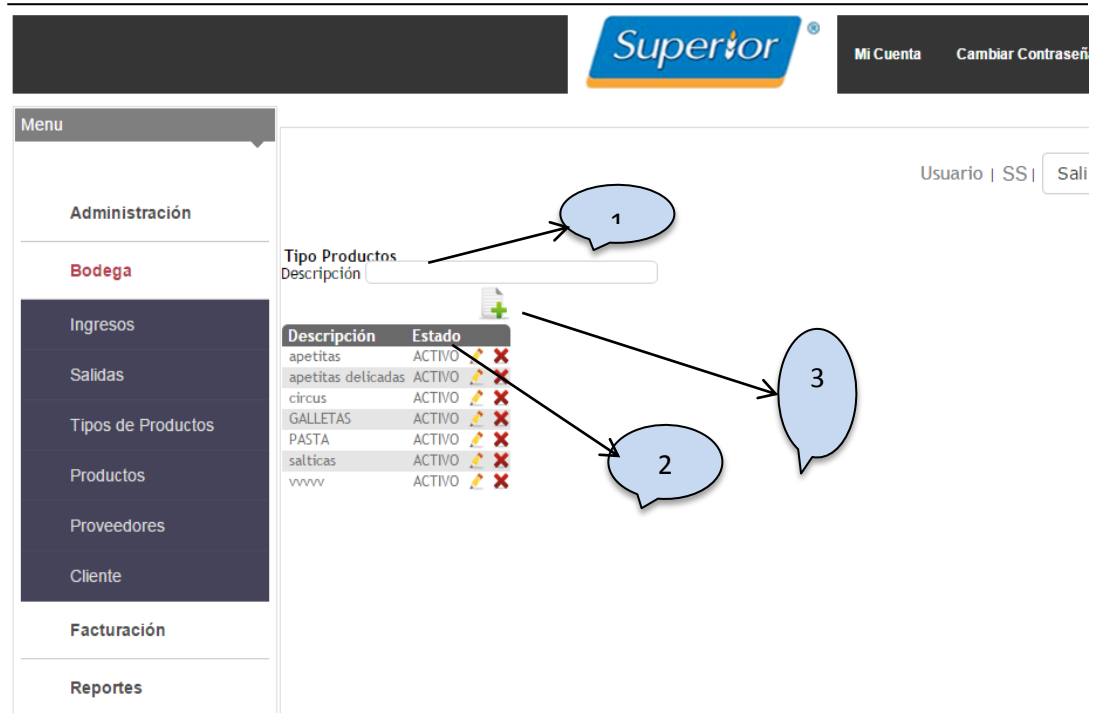 Superior ®
Mi Cuenta Cambiar Contraseñ
Menu
Usuario | SS | Sali
Administración
Bodega
Ingresos
Salidas
Tipos de Productos
Productos
Proveedores
Cliente
Facturación
Reportes
1
Tipo Productos
Descripción
Descripción Estado
apetitas ACTIVO
apetitas delicadas ACTIVO
circus ACTIVO
GALLETAS ACTIVO
PASTA ACTIVO
salticas ACTIVO
vvvvv ACTIVO
3
2